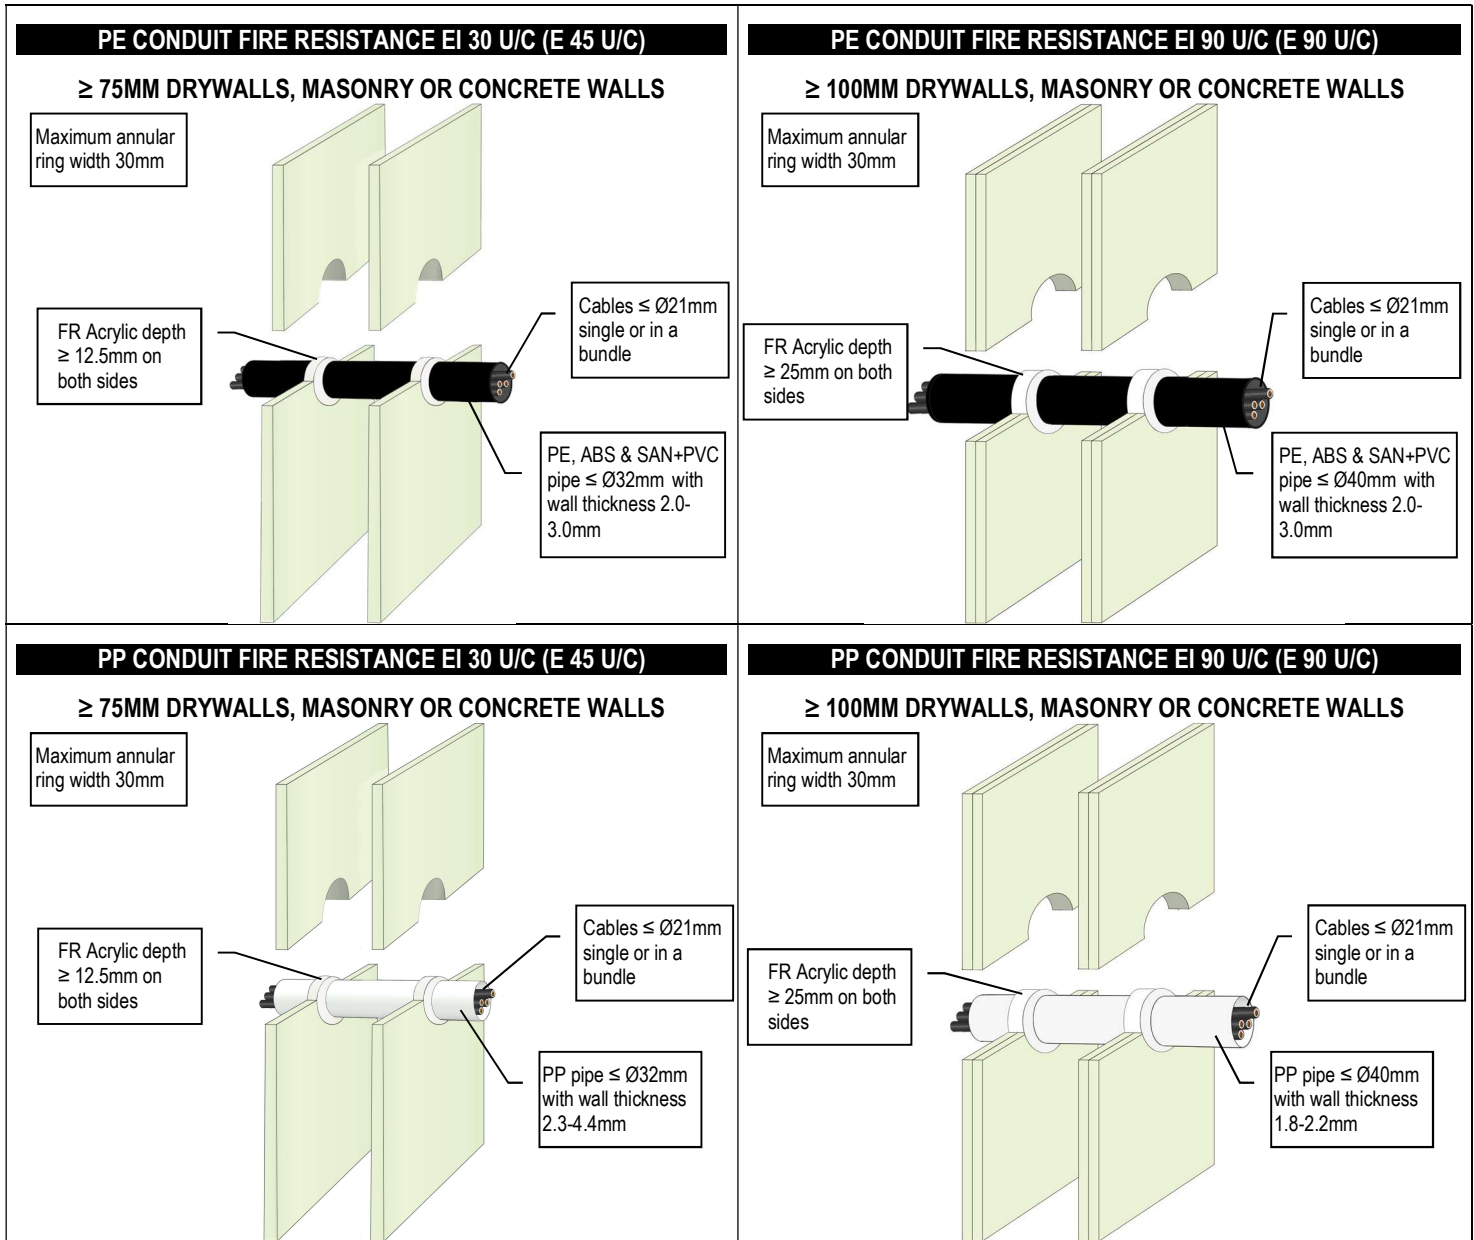 PE CONDUIT FIRE RESISTANCE EI 30 U/C (E 45 U/C)
≥ 75MM DRYWALLS, MASONRY OR CONCRETE WALLS
Maximum annular
ring width 30mm
Cables ≤ Ø21mm
single or in a
bundle
FR Acrylic depth
≥ 12.5mm on
both sides
PE, ABS & SAN+PVC
pipe ≤ Ø32mm with
wall thickness 2.0-
3.0mm
PE CONDUIT FIRE RESISTANCE EI 90 U/C (E 90 U/C)
≥ 100MM DRYWALLS, MASONRY OR CONCRETE WALLS
Maximum annular
ring width 30mm
Cables ≤ Ø21mm
single or in a
bundle
FR Acrylic depth
≥ 25mm on both
sides
PE, ABS & SAN+PVC
pipe ≤ Ø40mm with
wall thickness 2.0-
3.0mm
PP CONDUIT FIRE RESISTANCE EI 30 U/C (E 45 U/C)
≥ 75MM DRYWALLS, MASONRY OR CONCRETE WALLS
Maximum annular
ring width 30mm
Cables ≤ Ø21mm
single or in a
bundle
FR Acrylic depth
≥ 12.5mm on
both sides
PP pipe ≤ Ø32mm
with wall thickness
2.3-4.4mm
PP CONDUIT FIRE RESISTANCE EI 90 U/C (E 90 U/C)
≥ 100MM DRYWALLS, MASONRY OR CONCRETE WALLS
Maximum annular
ring width 30mm
Cables ≤ Ø21mm
single or in a
bundle
FR Acrylic depth
≥ 25mm on both
sides
PP pipe ≤ Ø40mm
with wall thickness
1.8-2.2mm